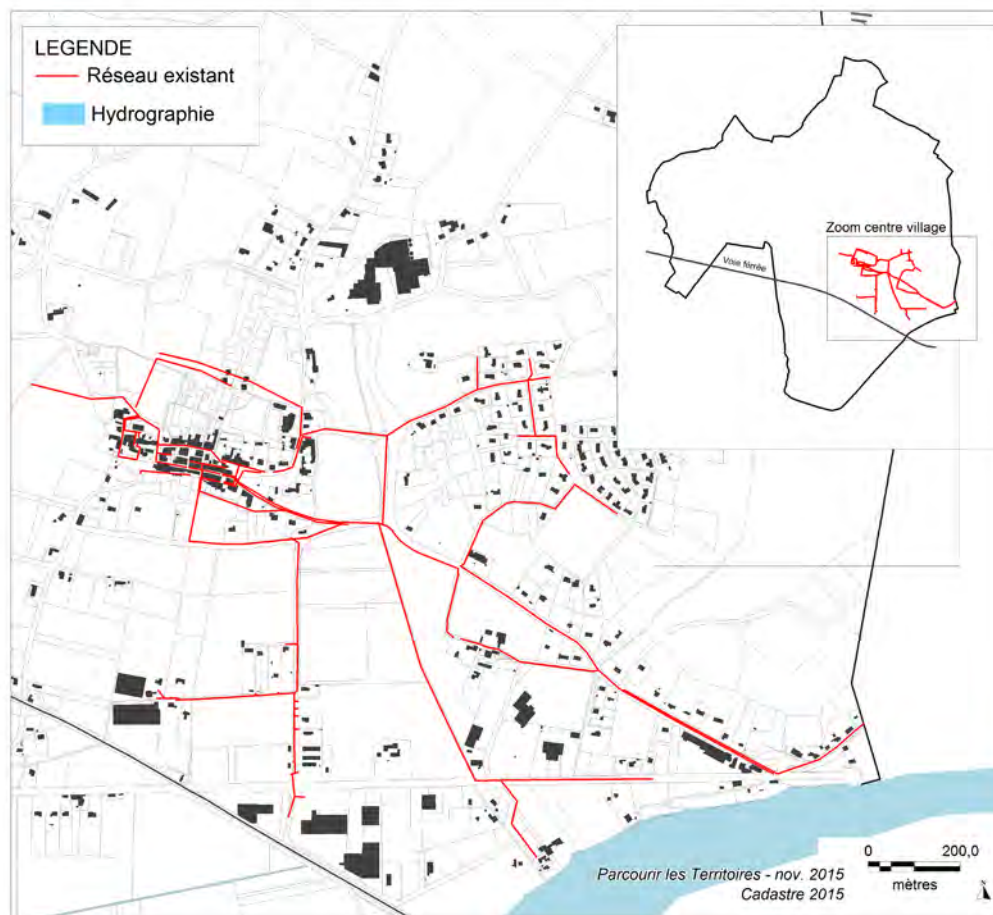 LEGENDE
Réseau existant
Hydrographie
Zoom centre village
Voie férrée
Parcourir les Territoires - nov. 2015
Cadastre 2015
0 200,0
mètres
N